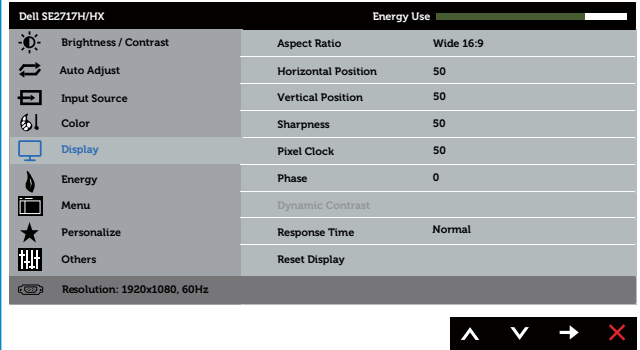 Dell SE2717H/HX Energy Use
Brightness / Contrast Aspect Ratio Wide 16:9
Auto Adjust Horizontal Position 50
Input Source Vertical Position 50
Color Sharpness 50
Display Pixel Clock 50
Energy Phase 0
Menu Dynamic Contrast
Personalize Response Time Normal
Others Reset Display
Resolution: 1920x1080, 60Hz